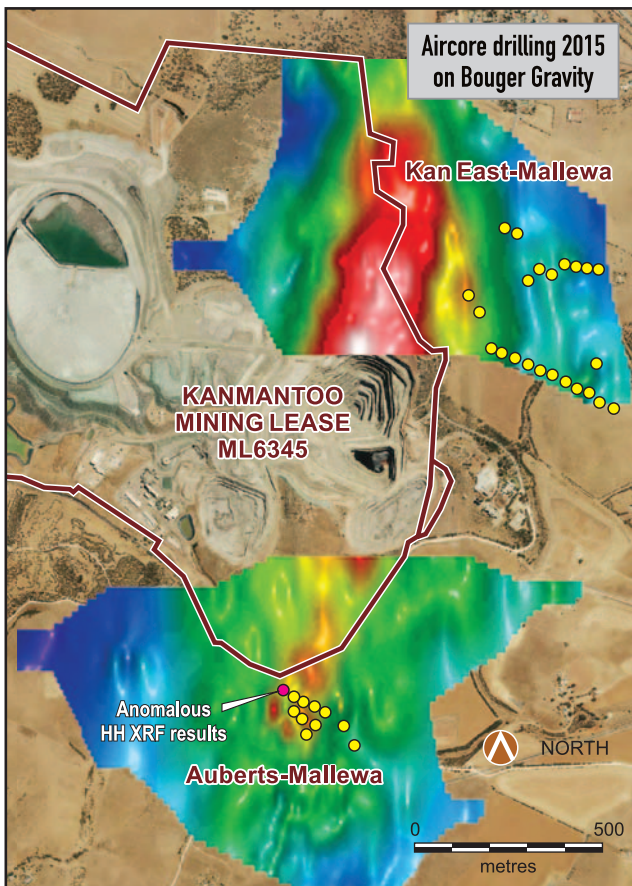 Aircore drilling 2015
on Bouger Gravity
Kan East-Mallewa
KANMANTOO
MINING LEASE
ML6345
Anomalous
HH XRF results
Auberts-Mallewa
NORTH
0 500
metres